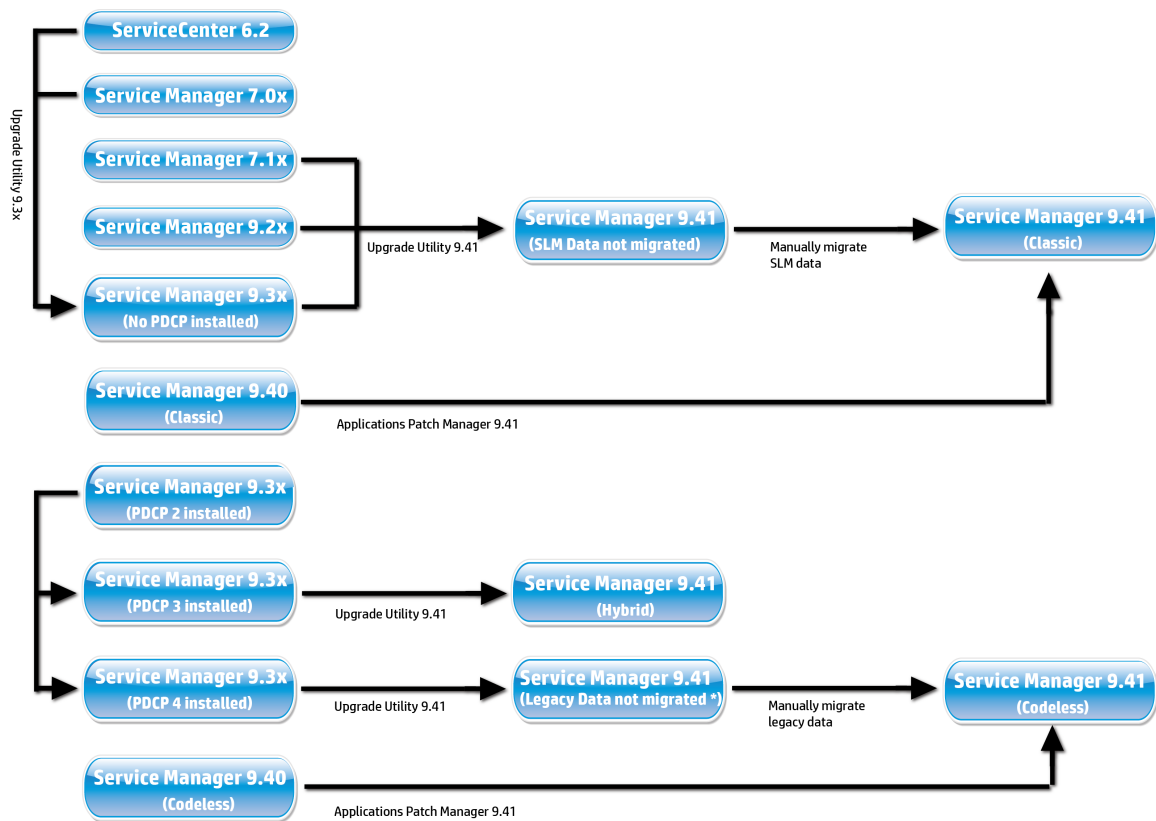 ServiceCenter 6.2
Service Manager 7.0x
Upgrade Utility 9.3x
Service Manager 7.1x
Service Manager 9.2x
Upgrade Utility 9.41
Service Manager 9.41
(SLM Data not migrated)
Manually migrate
SLM data
Service Manager 9.41
(Classic)
Service Manager 9.3x
(No PDCP installed)
Service Manager 9.40
(Classic)
Applications Patch Manager 9.41
Service Manager 9.3x
(PDCP 2 installed)
Service Manager 9.3x
(PDCP 3 installed)
Upgrade Utility 9.41
Service Manager 9.41
(Hybrid)
Service Manager 9.3x
(PDCP 4 installed)
Upgrade Utility 9.41
Service Manager 9.41
(Legacy Data not migrated *)
Manually migrate
legacy data
Service Manager 9.41
(Codeless)
Service Manager 9.40
(Codeless)
Applications Patch Manager 9.41